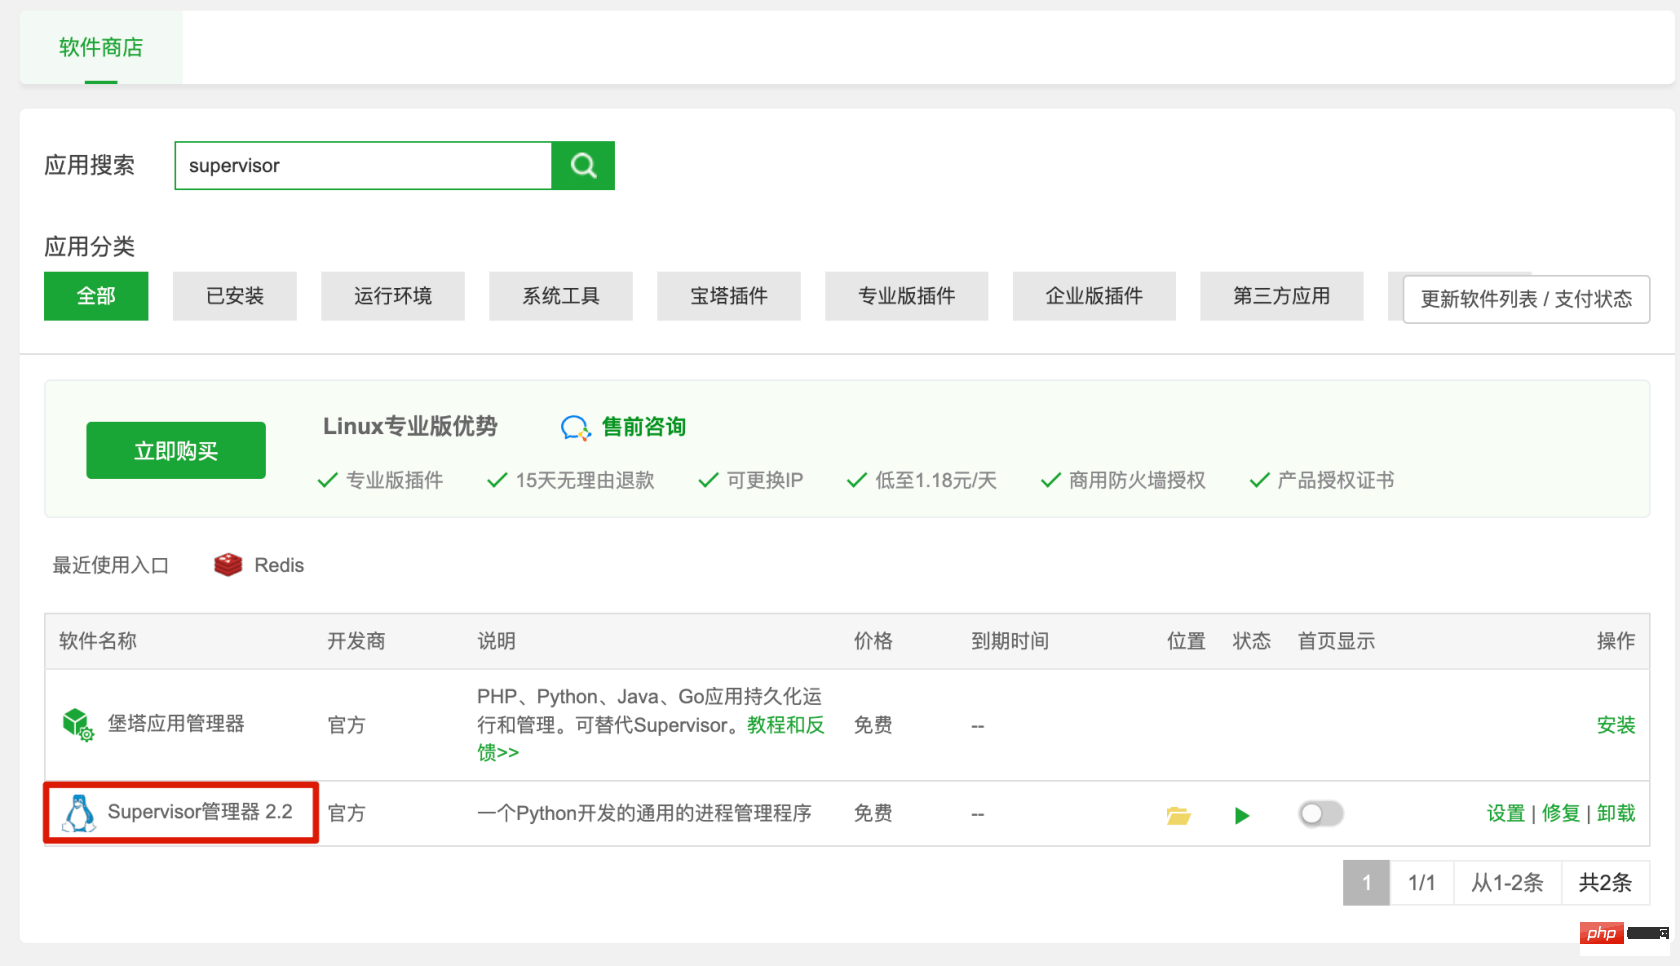 软件商店
应用搜索 supervisor
应用分类
全部 已安装 运行环境 系统工具 宝塔插件 专业版插件 企业版插件 第三方应用 更新软件列表 / 支付状态
立即购买 Linux专业版优势 售前咨询
专业版插件 15天无理由退款 可更换IP 低至1.18元/天 商用防火墙授权 产品授权证书
最近使用入口 Redis
软件名称 开发商 说明 价格 到期时间 位置 状态 首页显示 操作
堡塔应用管理器 官方 PHP、Python、Java、Go应用持久化运
行和管理。可替代Supervisor。教程和反
馈>> 免费 -- 安装
Supervisor管理器 2.2 官方 一个Python开发的通用的进程管理程序 免费 -- 设置 | 修复 | 卸载
1 1/1 从1-2条 共2条
php